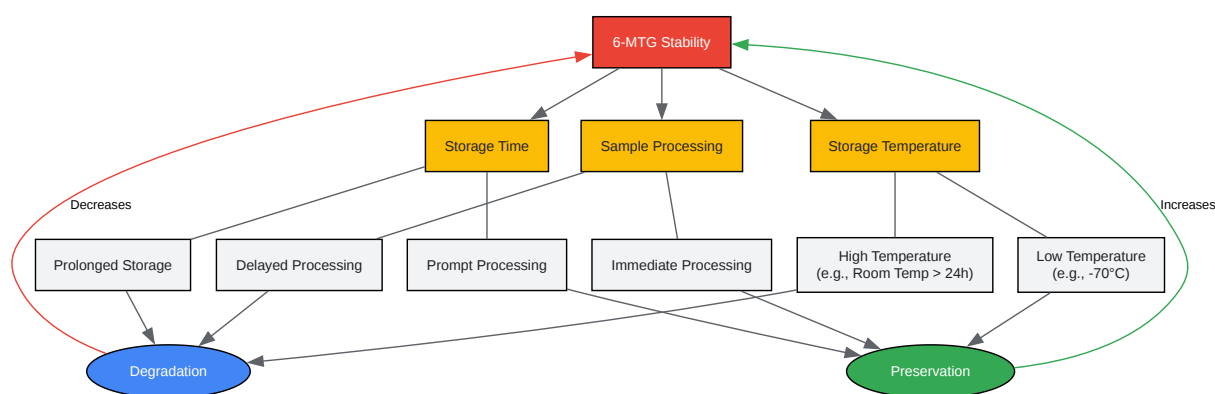 6-MTG Stability
Storage Time
Sample Processing
Storage Temperature
Decreases
Increases
Prolonged Storage
Delayed Processing
Prompt Processing
Immediate Processing
High Temperature
(e.g., Room Temp > 24h)
Low Temperature
(e.g., -70°C)
Degradation
Preservation